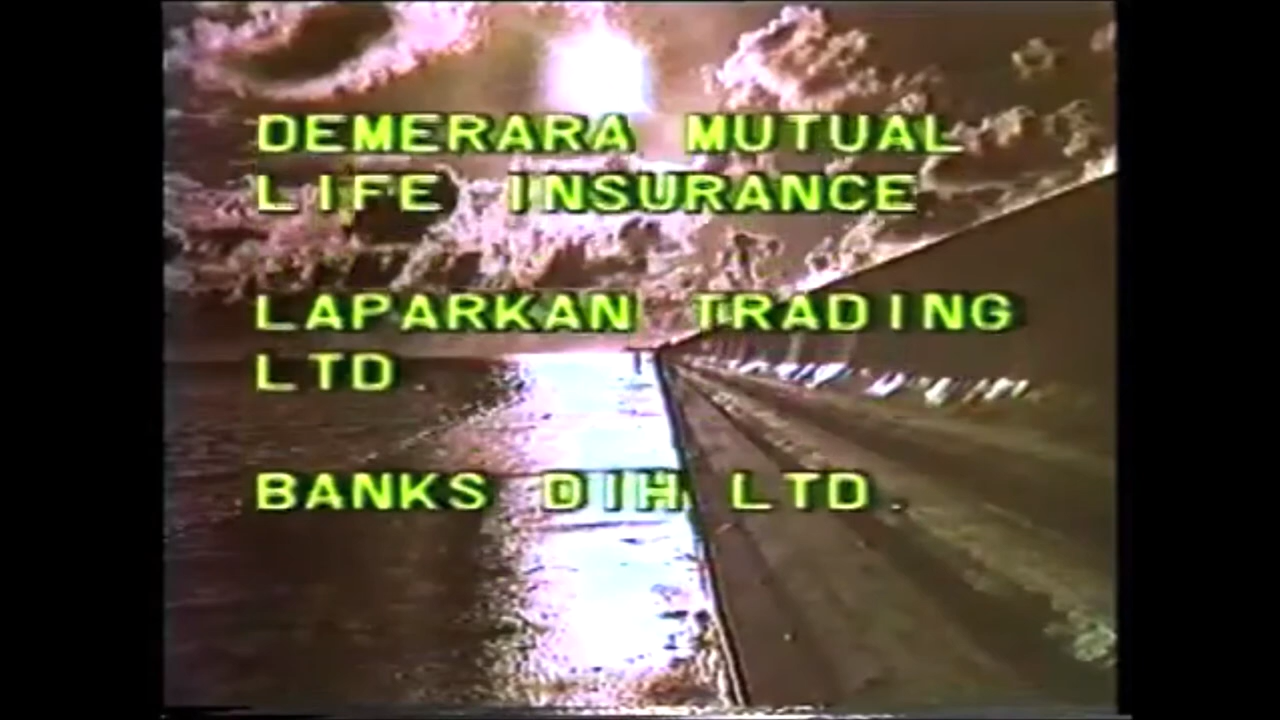 DEMERARA MUTUAL
LIFE INSURANCE
LAPARKAN TRADING
LTD.
BANKS DIH LTD.